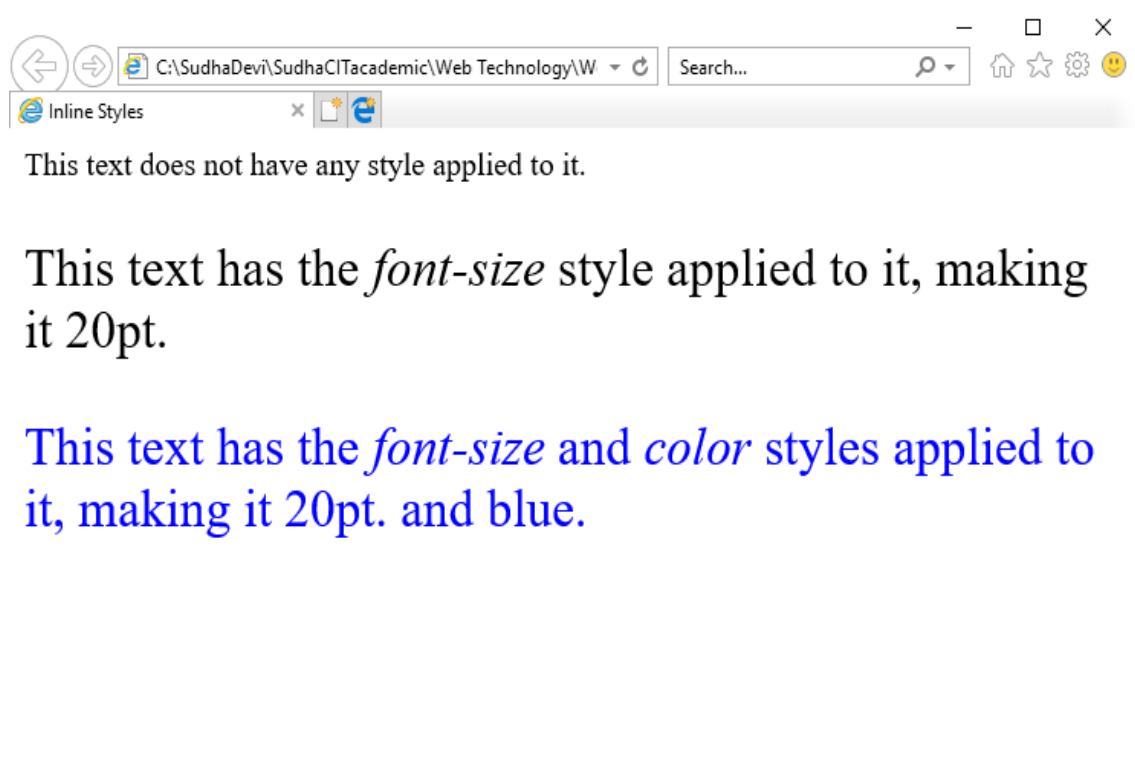 C:\SudhaDevi\SudhaCITacademic\Web Technology\W
Search...
Inline Styles
This text does not have any style applied to it.
This text has the font-size style applied to it, making
it 20pt.
This text has the font-size and color styles applied to
it, making it 20pt. and blue.